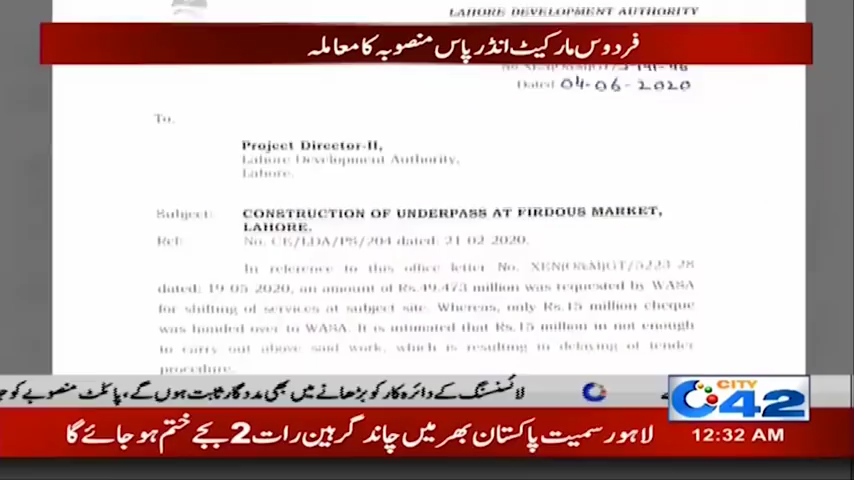 LAHORE DEVELOPMENT AUTHORITY
فردوس مارکیٹ انڈر پاس منصوبہ کا معاملہ
Dated 04-06-2020
To,
Project Director-II,
Lahore Development Authority,
Lahore.
Subject: CONSTRUCTION OF UNDERPASS AT FIRDOUS MARKET,
LAHORE.
Ref: No. CE/LDA/PS/204 dated: 21-02-2020.
In reference to this office letter No. XEN(O&M)GT/5223-28
dated: 19-05-2020, an amount of Rs.49.473 million was requested by WASA
for shifting of services at subject site. Whereas, only Rs.15 million cheque
was handed over to WASA. It is intimated that Rs.15 million in not enough
to carry out above said work, which is resulting in delaying of tender
procedure.
لائسنسنگ کے دائرہ کار کو بڑھانے میں بھی مددگار ثابت ہوں گے، پائلٹ منصوبے کو
CITY
42
لاہور سمیت پاکستان بھر میں چاند گرہین رات 2 بجے ختم ہو جائے گا
12:32 AM